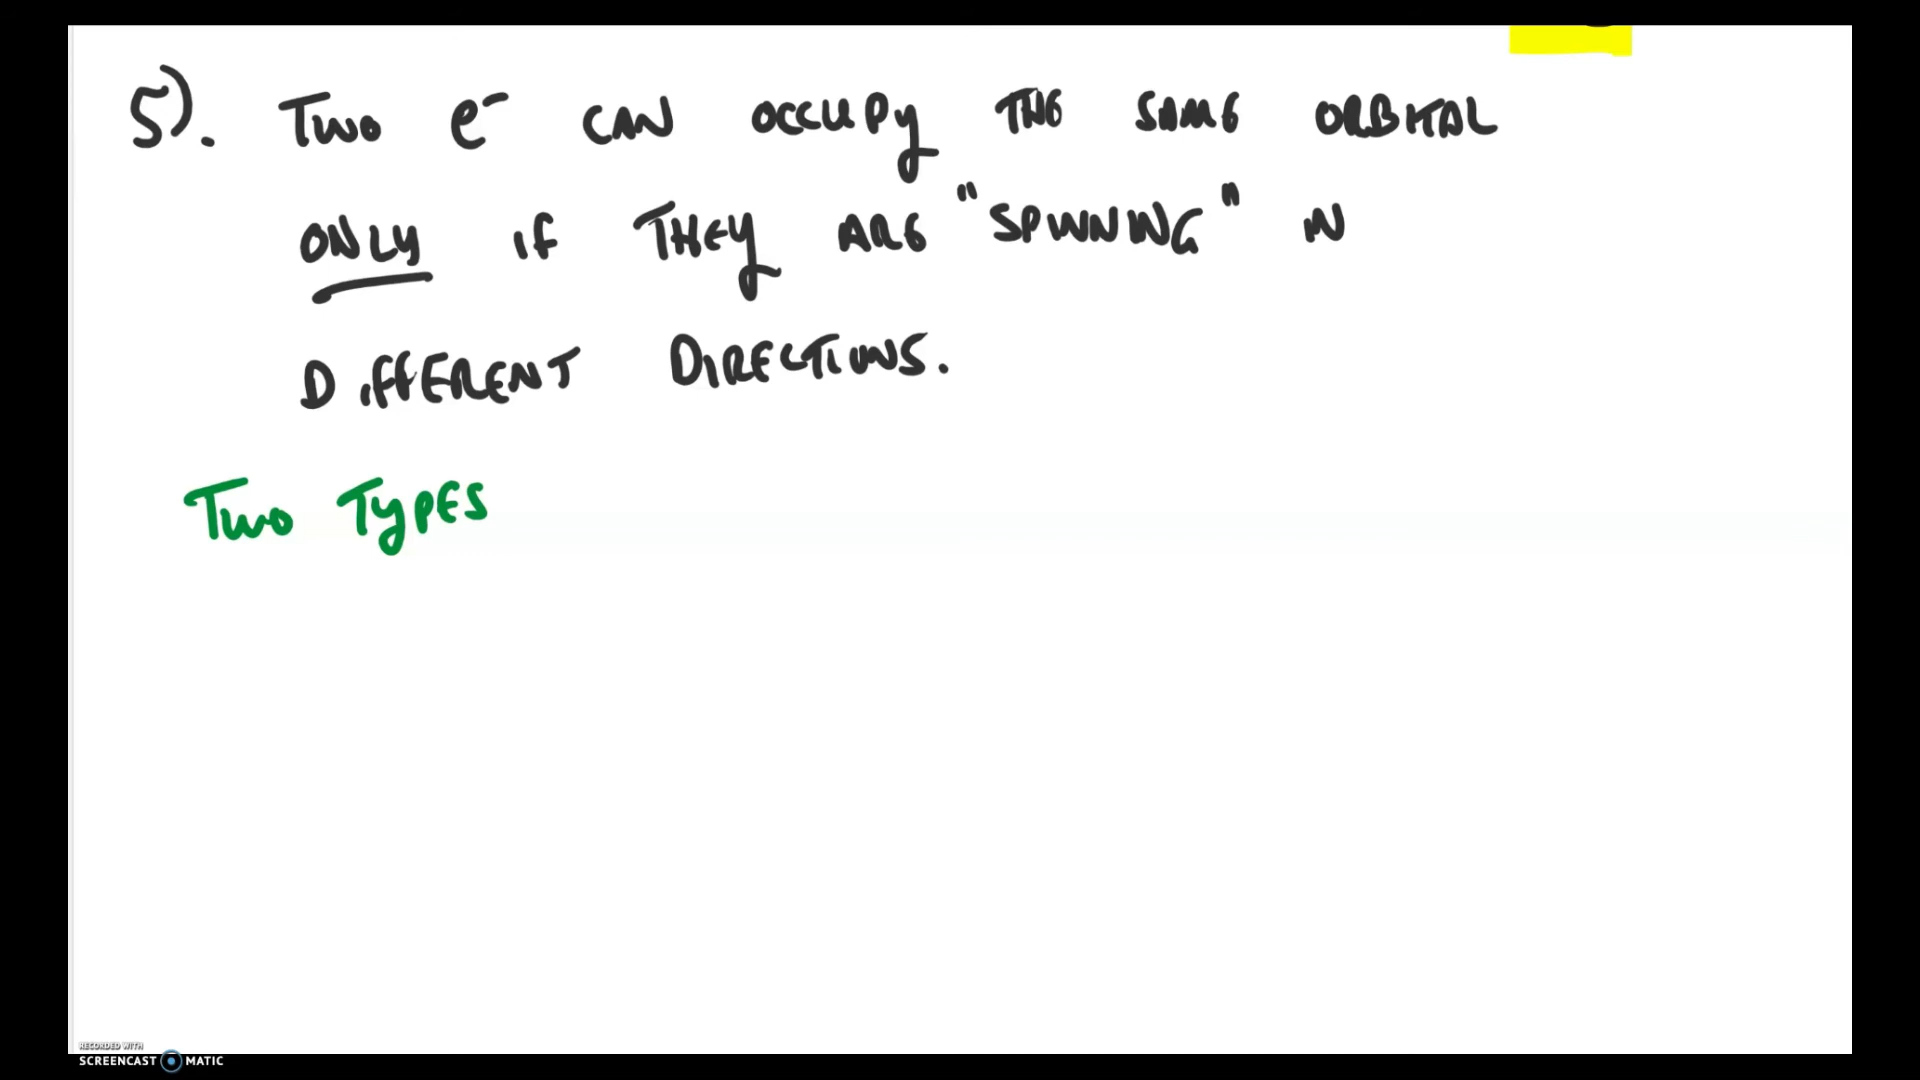 5). Two e⁻ CAN OCCUPY THE SAME ORBITAL
ONLY IF THEY ARE "SPINNING" IN
DIFFERENT DIRECTIONS.
Two TYPES
RECORDED WITH
SCREENCAST MATIC